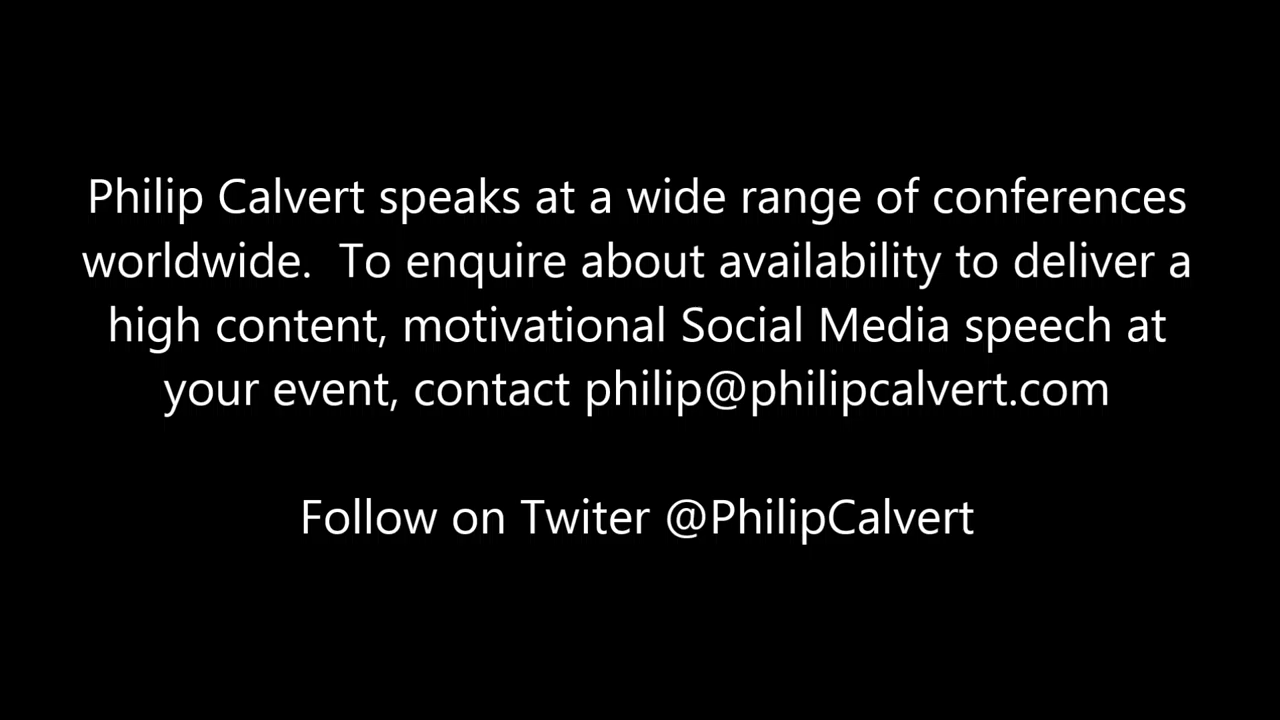 Philip Calvert speaks at a wide range of conferences
worldwide.  To enquire about availability to deliver a
high content, motivational Social Media speech at
your event, contact philip@philipcalvert.com
Follow on Twiter @PhilipCalvert